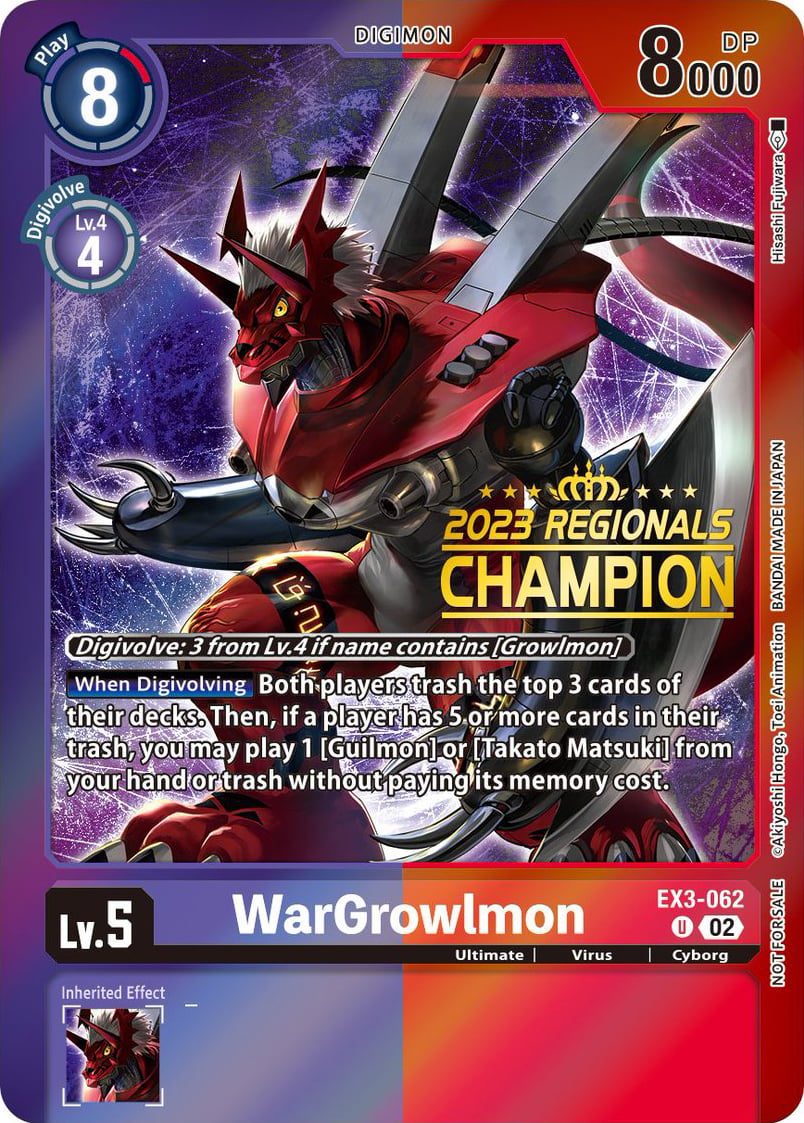 Play
8
DIGIMON
DP
8000
Digivolve
Lv.4
4
Hisashi Fujiwara
2023 REGIONALS
CHAMPION
Digivolve: 3 from Lv.4 if name contains [Growlmon]
When Digivolving Both players trash the top 3 cards of
their decks. Then, if a player has 5 or more cards in their
trash, you may play 1 [Guilmon] or [Takato Matsuki] from
your hand or trash without paying its memory cost.
©Akiyoshi Hongo, Toei Animation BANDAI MADE IN JAPAN
NOT FOR SALE
Lv.5
WarGrowlmon
EX3-062
U 02
Ultimate | Virus | Cyborg
Inherited Effect
–